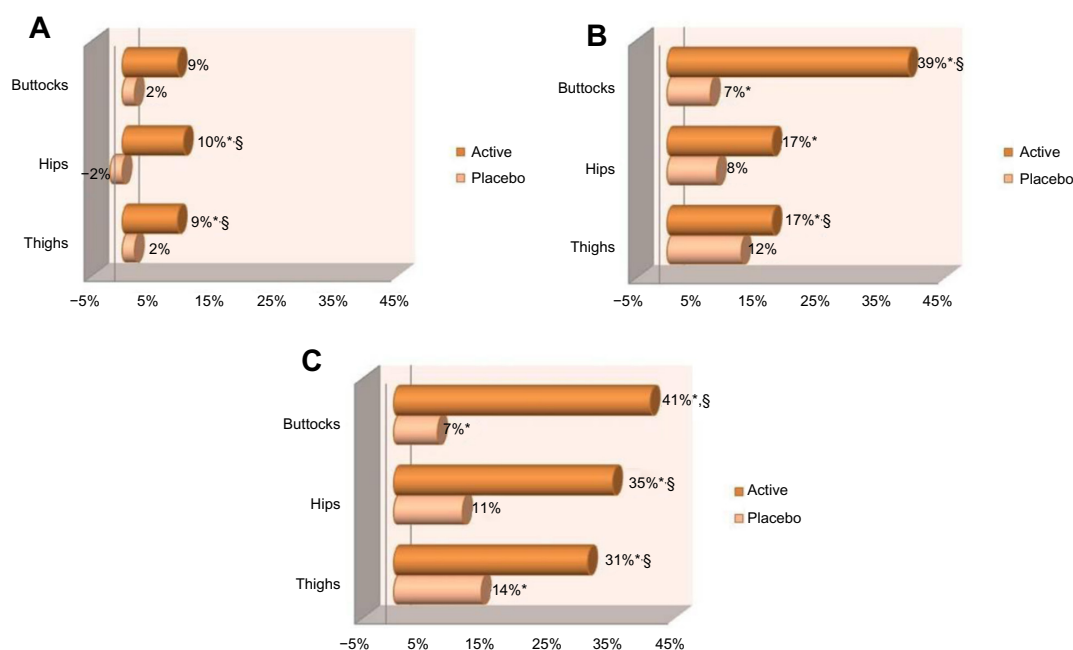 A
Buttocks
9%
2%
Hips
10%*,§
−2%
Thighs
9%*,§
2%
Active
Placebo
−5% 5% 15% 25% 35% 45%
B
Buttocks
39%*,§
7%*
Hips
17%*
8%
Thighs
17%*,§
12%
Active
Placebo
−5% 5% 15% 25% 35% 45%
C
Buttocks
41%*,§
7%*
Hips
35%*,§
11%
Thighs
31%*,§
14%*
Active
Placebo
−5% 5% 15% 25% 35% 45%